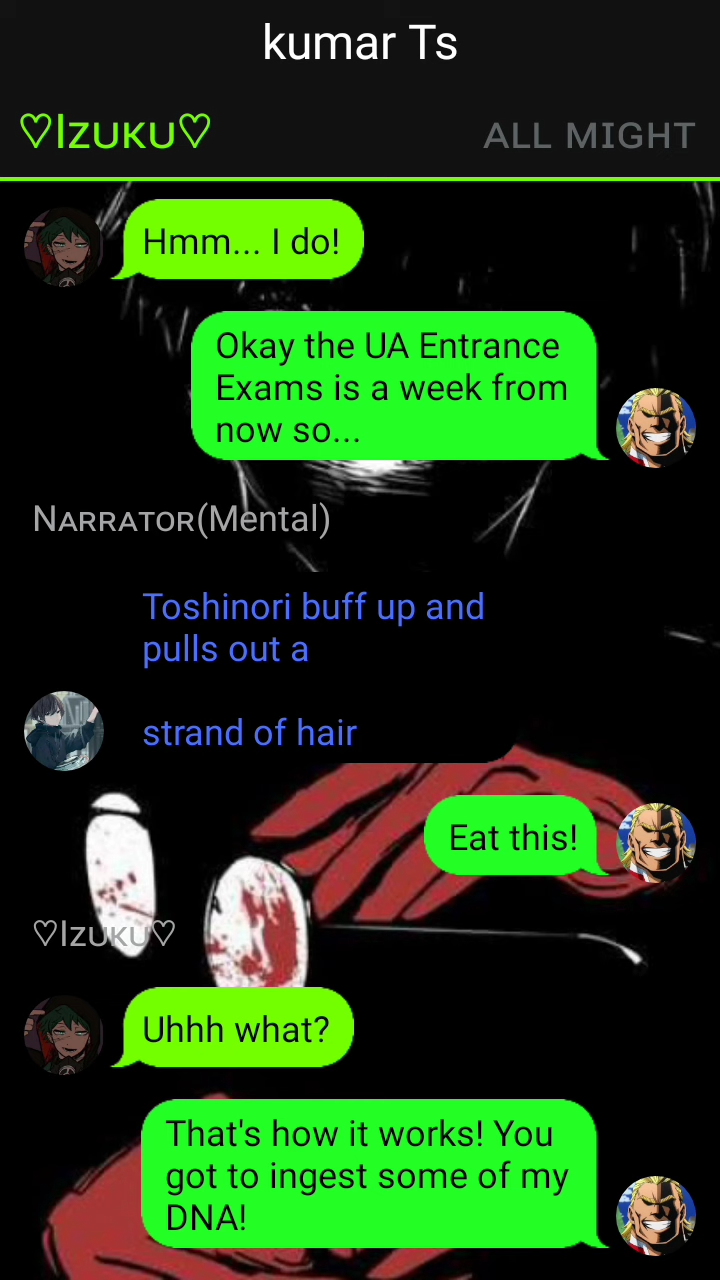 kumar Ts
♡Izuku♡
ALL MIGHT
Hmm... I do!
Okay the UA Entrance
Exams is a week from
now so...
Narrator(Mental)
Toshinori buff up and
pulls out a
strand of hair
Eat this!
♡Izuku♡
Uhhh what?
That's how it works! You
got to ingest some of my
DNA!